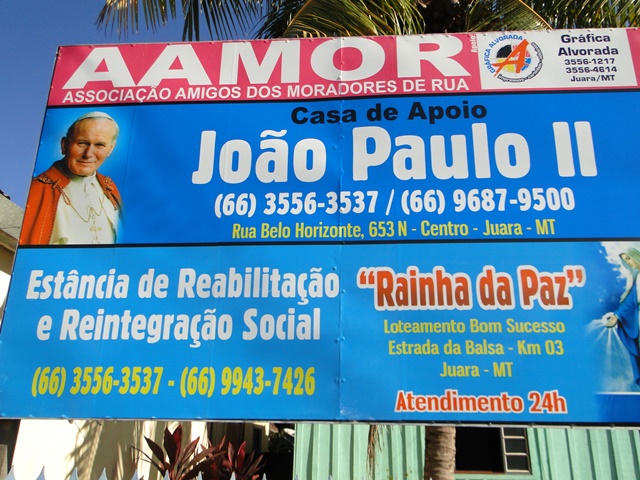 AAMOR
ASSOCIAÇÃO AMIGOS DOS MORADORES DE RUA
GRÁFICA ALVORADA
Gráfica
Alvorada
3556-1217
3556-4614
Juara/MT
Casa de Apoio
João Paulo II
(66) 3556-3537 / (66) 9687-9500
Rua Belo Horizonte, 653 N - Centro - Juara - MT
Estância de Reabilitação
e Reintegração Social
(66) 3556-3537 - (66) 9943-7426
"Rainha da Paz"
Loteamento Bom Sucesso
Estrada da Balsa - Km 03
Juara - MT
Atendimento 24h